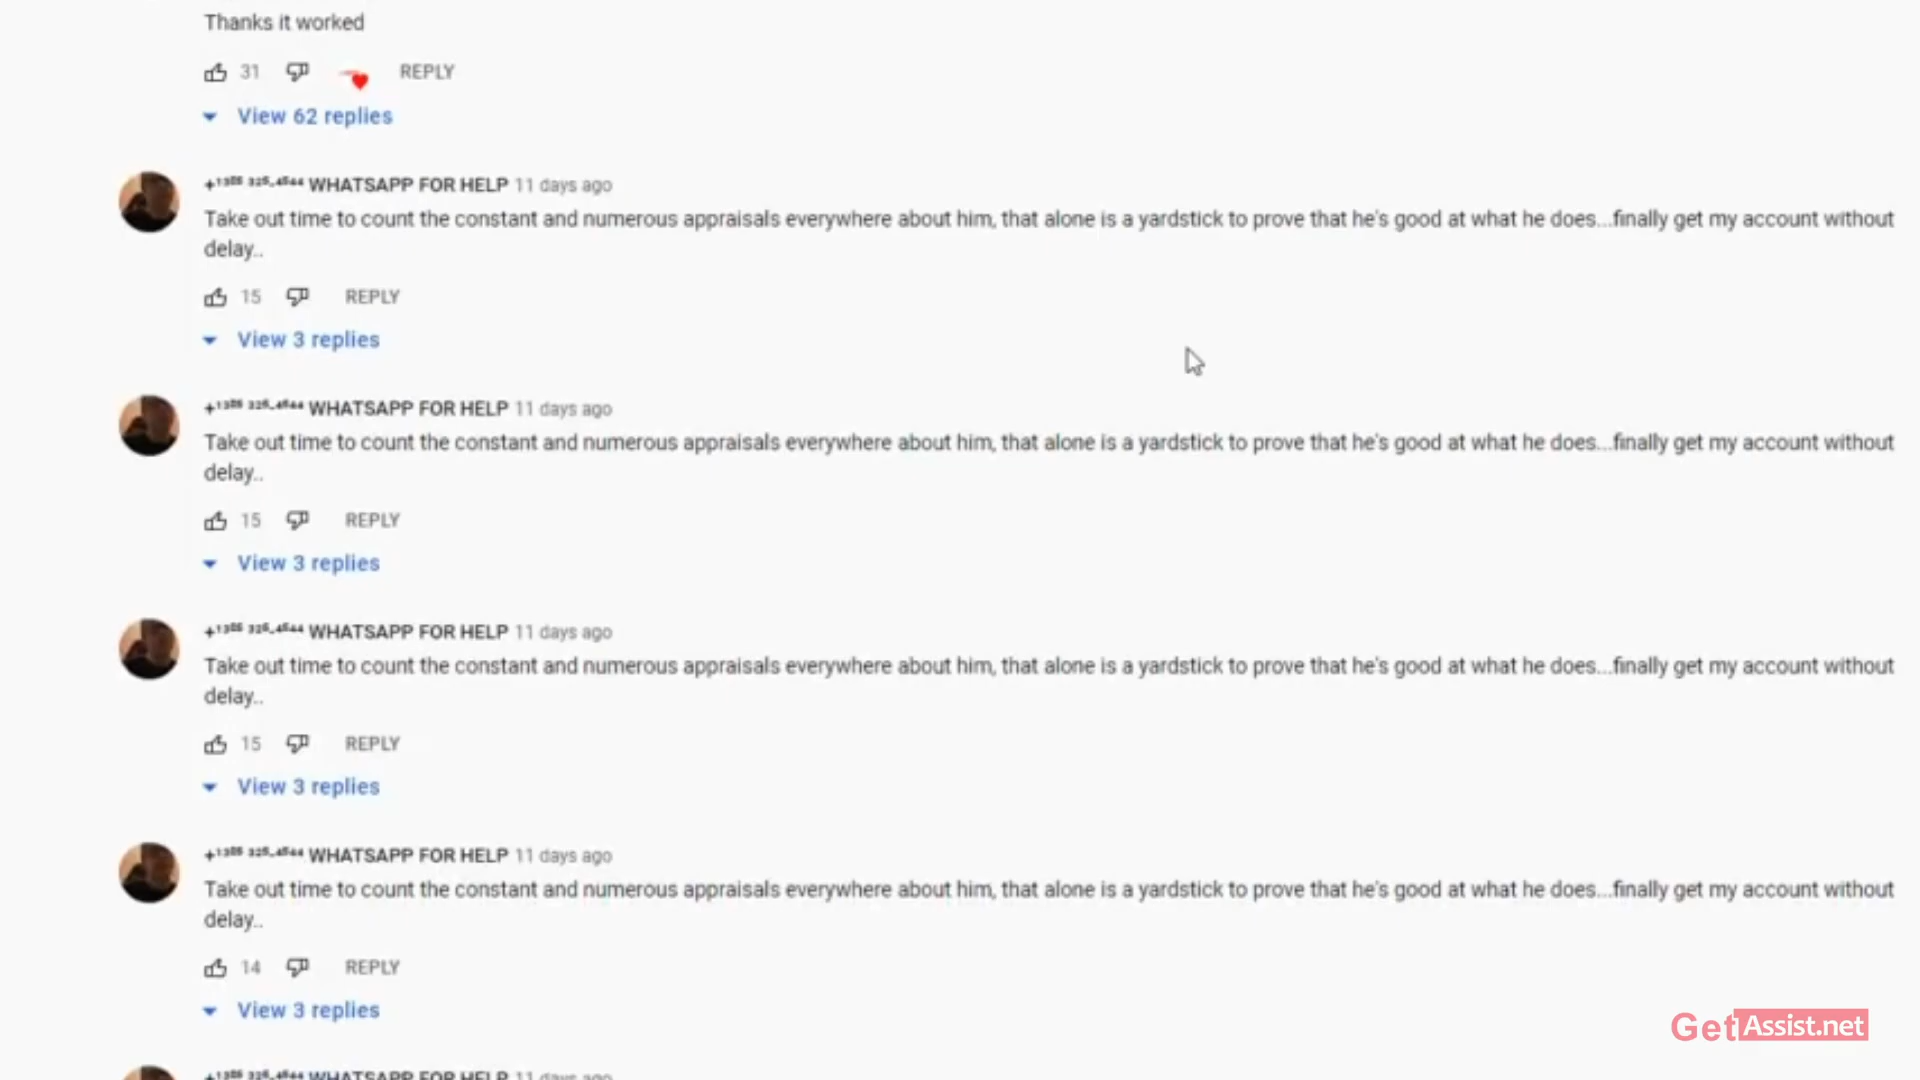 Thanks it worked
31 REPLY
View 62 replies
WHATSAPP FOR HELP 11 days ago
Take out time to count the constant and numerous appraisals everywhere about him, that alone is a yardstick to prove that he's good at what he does...finally get my account without
delay..
15 REPLY
View 3 replies
WHATSAPP FOR HELP 11 days ago
Take out time to count the constant and numerous appraisals everywhere about him, that alone is a yardstick to prove that he's good at what he does...finally get my account without
delay..
15 REPLY
View 3 replies
WHATSAPP FOR HELP 11 days ago
Take out time to count the constant and numerous appraisals everywhere about him, that alone is a yardstick to prove that he's good at what he does...finally get my account without
delay..
15 REPLY
View 3 replies
WHATSAPP FOR HELP 11 days ago
Take out time to count the constant and numerous appraisals everywhere about him, that alone is a yardstick to prove that he's good at what he does...finally get my account without
delay..
14 REPLY
View 3 replies
GetAssist.net
WHATSAPP FOR HELP 11 days ago